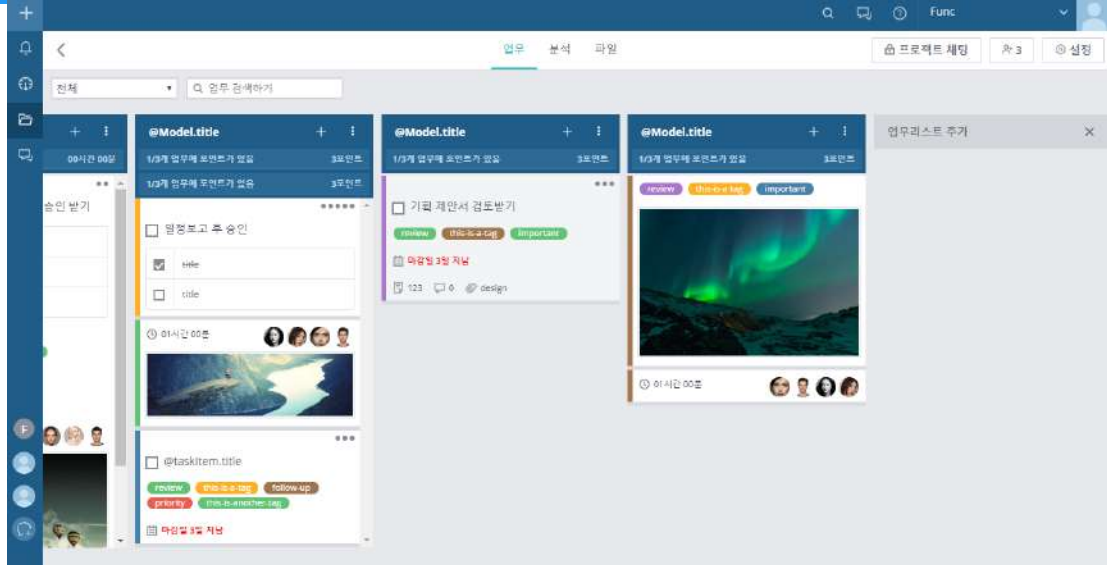 Func
업무 분석 파일
프로젝트 채팅
3
설정
전체
업무 검색하기
00시간 00분
승인 받기
@Model.title
1/3개 업무에 포인트가 있음 3포인트
1/3개 업무에 포인트가 있음 3포인트
일정보고 후 승인
title
title
01시간 00분
@taskitem.title
review this-is-a-tag follow-up
priority this-is-another-tag
마감일 3일 지남
@Model.title
1/3개 업무에 포인트가 있음 3포인트
기획 제안서 검토받기
review this-is-a-tag important
마감일 3일 지남
123 6 design
@Model.title
1/3개 업무에 포인트가 있음 3포인트
review this-is-a-tag important
01시간 00분
업무리스트 추가
F